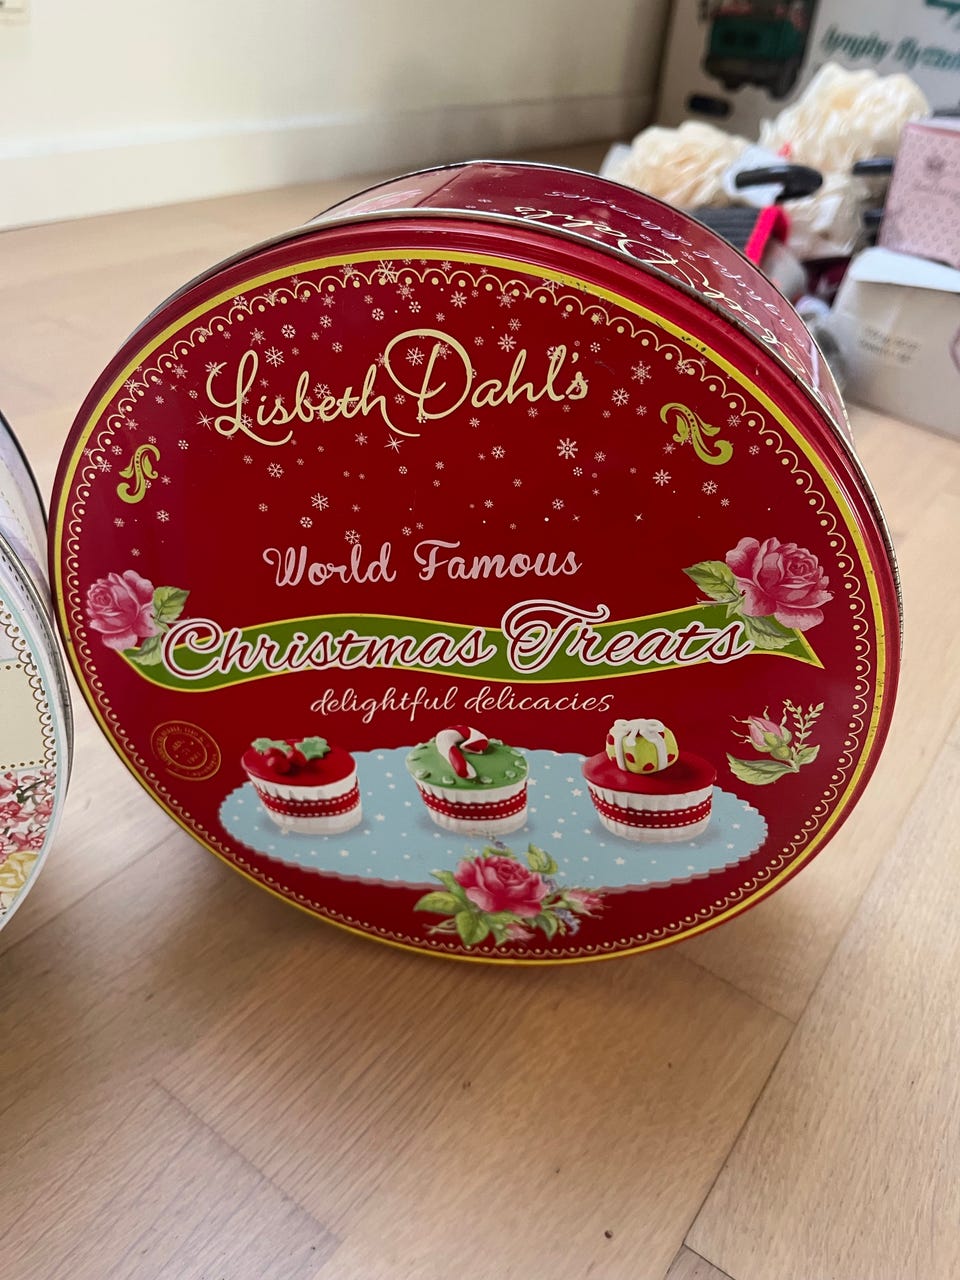 Lisbeth Dahl's
World Famous
Christmas Treats
delightful delicacies